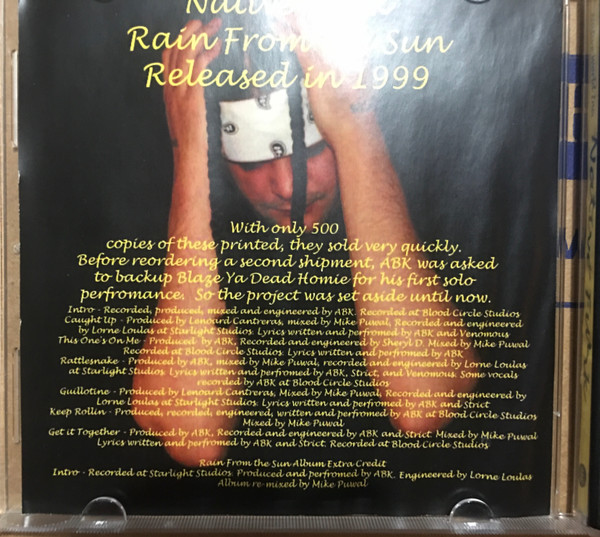 Rain From Sun
Released in 1999
With only 500
copies of these printed, they sold very quickly.
Before reordering a second shipment, ABK was asked
to backup Blaze Ya Dead Homie for his first solo
perfromance. So the project was set aside until now.
Intro - Recorded, produced, mixed and engineered by ABK. Recorded at Blood Circle Studios
Caught Up - Produced by Lenoard Cantreras, mixed by Mike Puwal, Recorded and engineered
by Lorne Loulas at Starlight Studios. Lyrics written and perfromed by ABK and Venomous
This One's On Me - Produced by ABK, Recorded and engineered by Sheryl D. Mixed by Mike Puwal
Recorded at Blood Circle Studios. Lyrics written and perfromed by ABK
Rattlesnake - Produced by ABK, mixed by Mike Puwal, recorded and engineered by Lorne Loulas
at Starlight Studios. Lyrics written and perfromed by ABK, Strict, and Venomous. Some vocals
recorded by ABK at Blood Circle Studios
Guillotine - Produced by Lenoard Cantreras, Mixed by Mike Puwal, Recorded and engineered by
Lorne Loulas at Starlight Studios. Lyrics written and perfromed by ABK and Strict
Keep Rollin - Produced, recorded, engineered, written and perfromed by ABK at Blood Circle Studios
Mixed by Mike Puwal
Get it Together - Produced by ABK, Recorded and engineered by ABK and Strict. Mixed by Mike Puwal
Lyrics written and perfromed by ABK and Strict. Recorded at Blood Circle Studios
Rain From the Sun Album Extra Credit
Intro - Recorded at Starlight Studios. Produced and perfromed by ABK. Engineered by Lorne Loulas
Album re-mixed by Mike Puwal